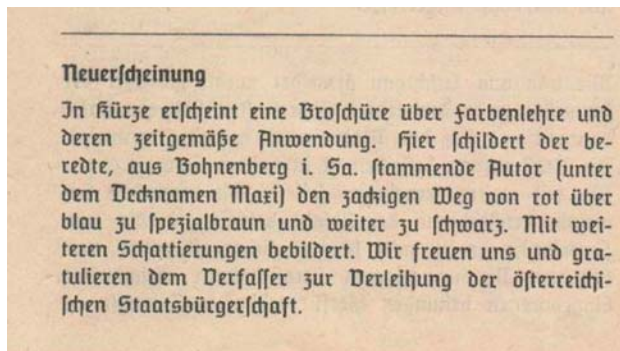 Neuerscheinung
In Kürze erscheint eine Broschüre über Farbenlehre und
deren zeitgemäße Anwendung. Hier schildert der be-
redte, aus Bohnenberg i. Sa. stammende Autor (unter
dem Decknamen Maxi) den zackigen Weg von rot über
blau zu spezialbraun und weiter zu schwarz. Mit wei-
teren Schattierungen bebildert. Wir freuen uns und gra-
tulieren dem Verfasser zur Verleihung der österreichi-
schen Staatsbürgerschaft.